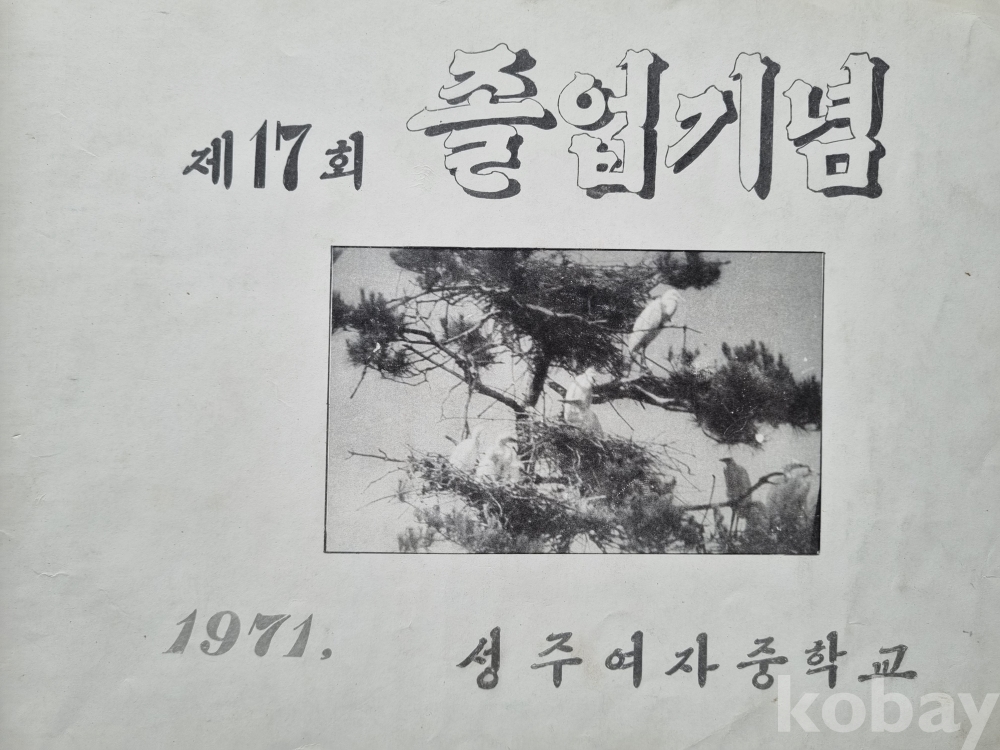 제17회 졸업기념
1971, 성주여자중학교
kobay